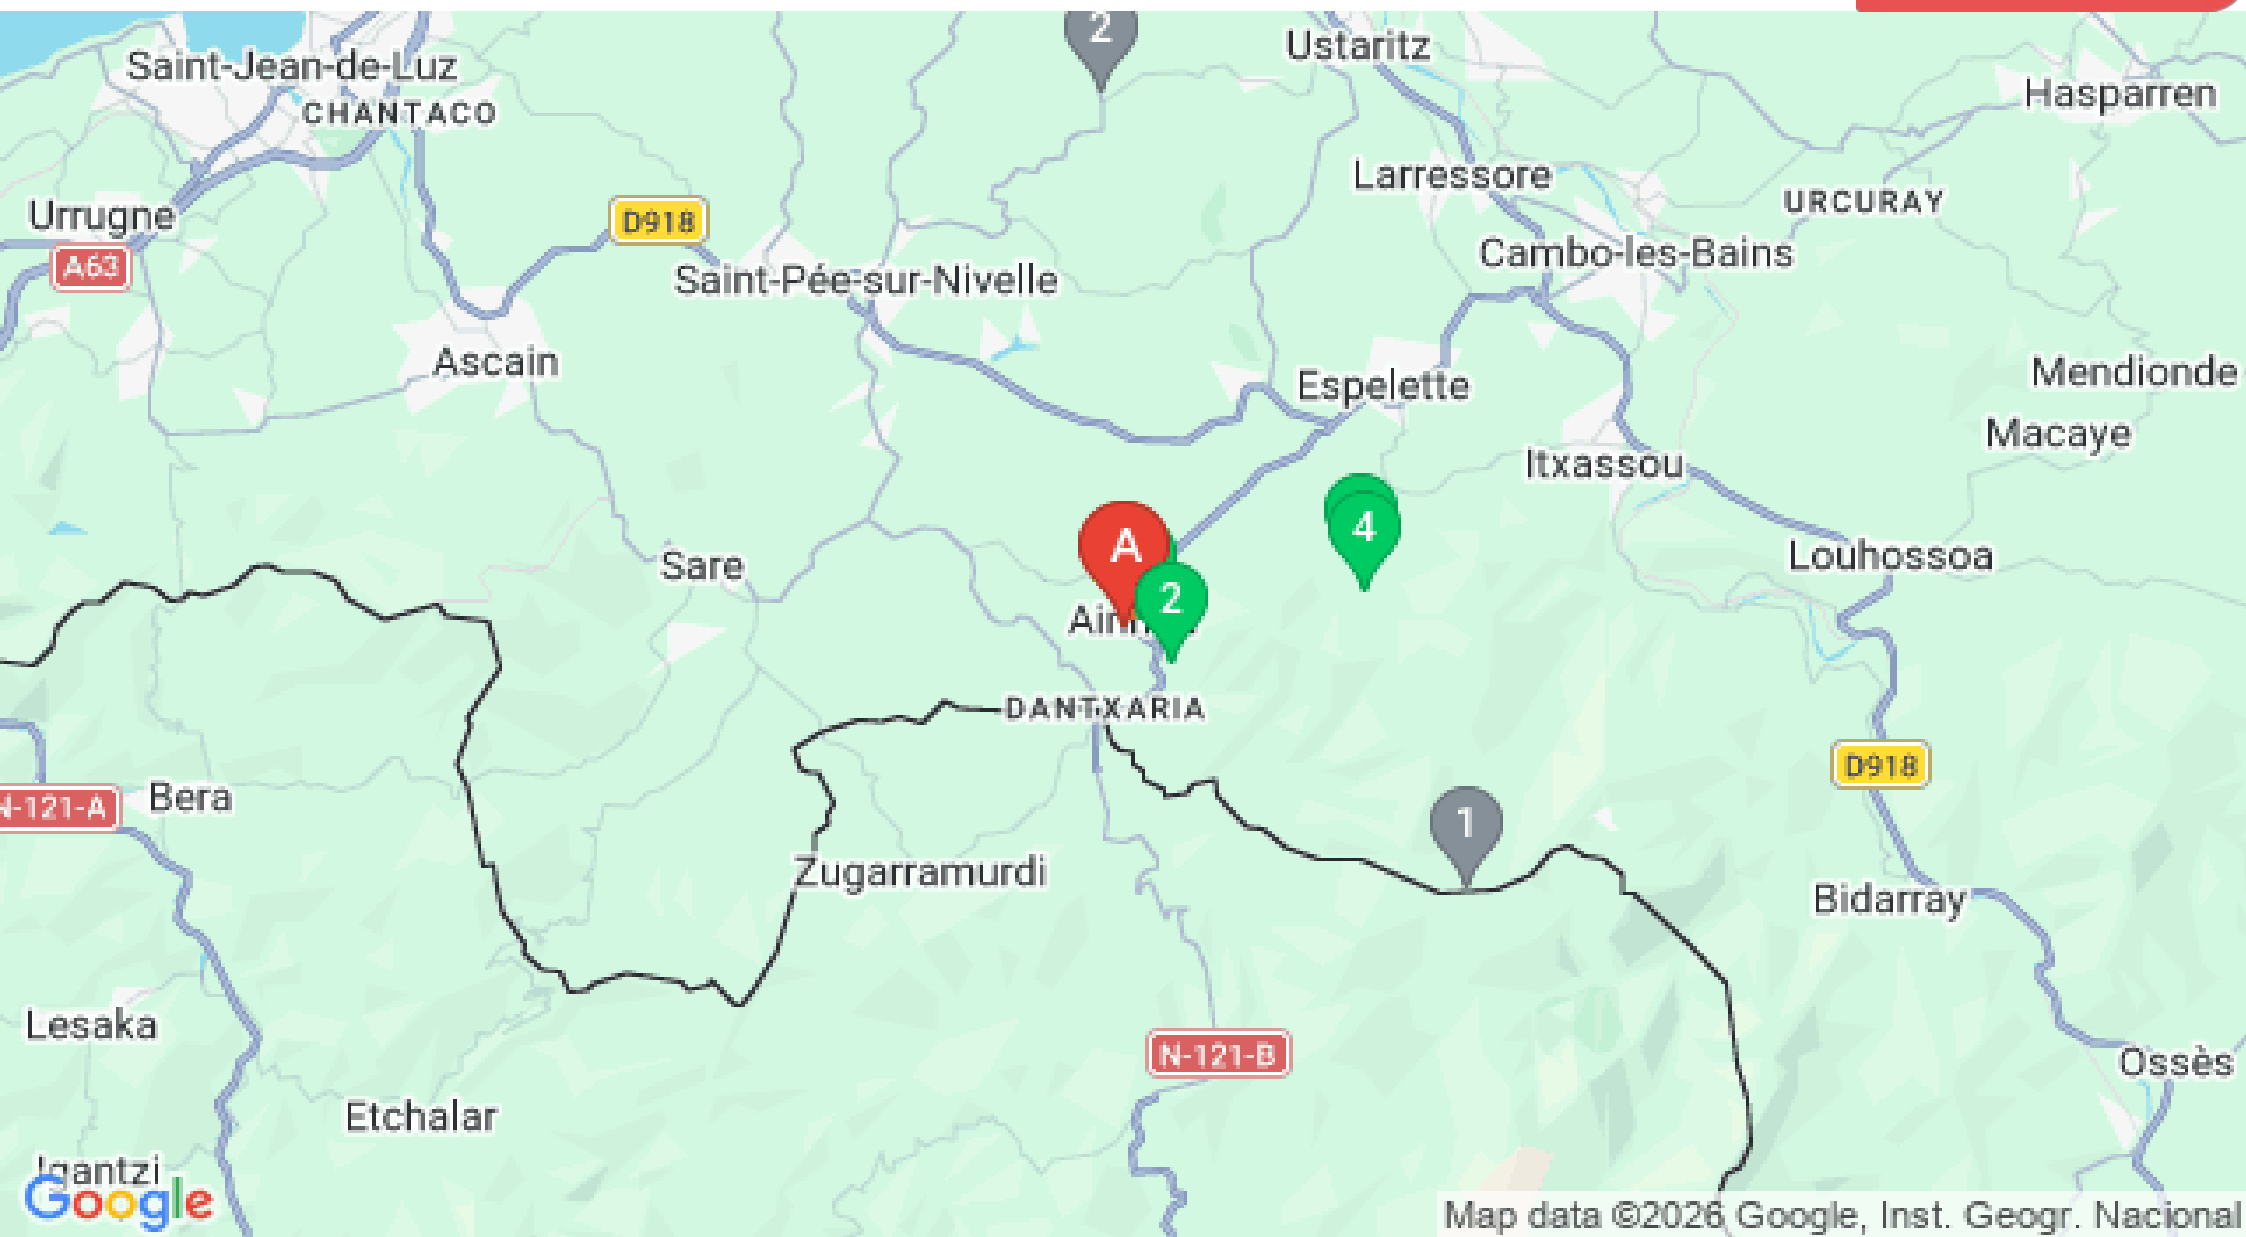 2
Ustaritz
Saint-Jean-de-Luz
Hasparren
CHANTACO
Larressore
URCURAY
Urrugne
D918
Cambo-les-Bains
A63
Saint-Pée-sur-Nivelle
Ascain
Mendionde
Espelette
Macaye
Itxassou
4
A
Louhossoa
Sare
2
DANTXARIA
D918
Bera
N-121-A
1
Zugarramurdi
Bidarray
Lesaka
N-121-B
Ossès
Etchalar
Igantzi
Google
Map data ©2026 Google, Inst. Geogr. Nacional